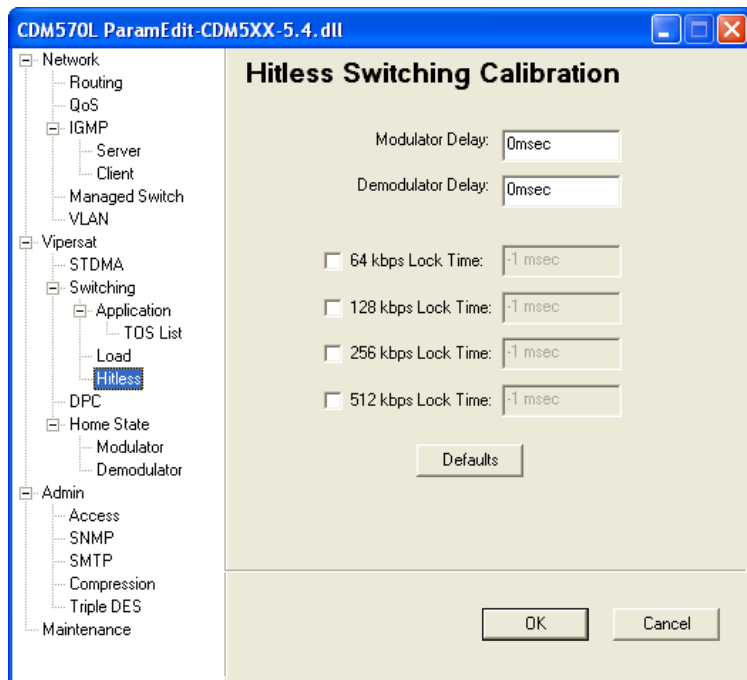 CDM570L ParamEdit-CDM5XX-5.4.dll
Network
Routing
QoS
IGMP
Server
Client
Managed Switch
VLAN
Vipersat
STDMA
Switching
Application
TOS List
Load
Hitless
DPC
Home State
Modulator
Demodulator
Admin
Access
SNMP
SMTP
Compression
Triple DES
Maintenance
Hitless Switching Calibration
Modulator Delay: 0msec
Demodulator Delay: 0msec
64 kbps Lock Time: -1 msec
128 kbps Lock Time: -1 msec
256 kbps Lock Time: -1 msec
512 kbps Lock Time: -1 msec
Defaults
OK Cancel